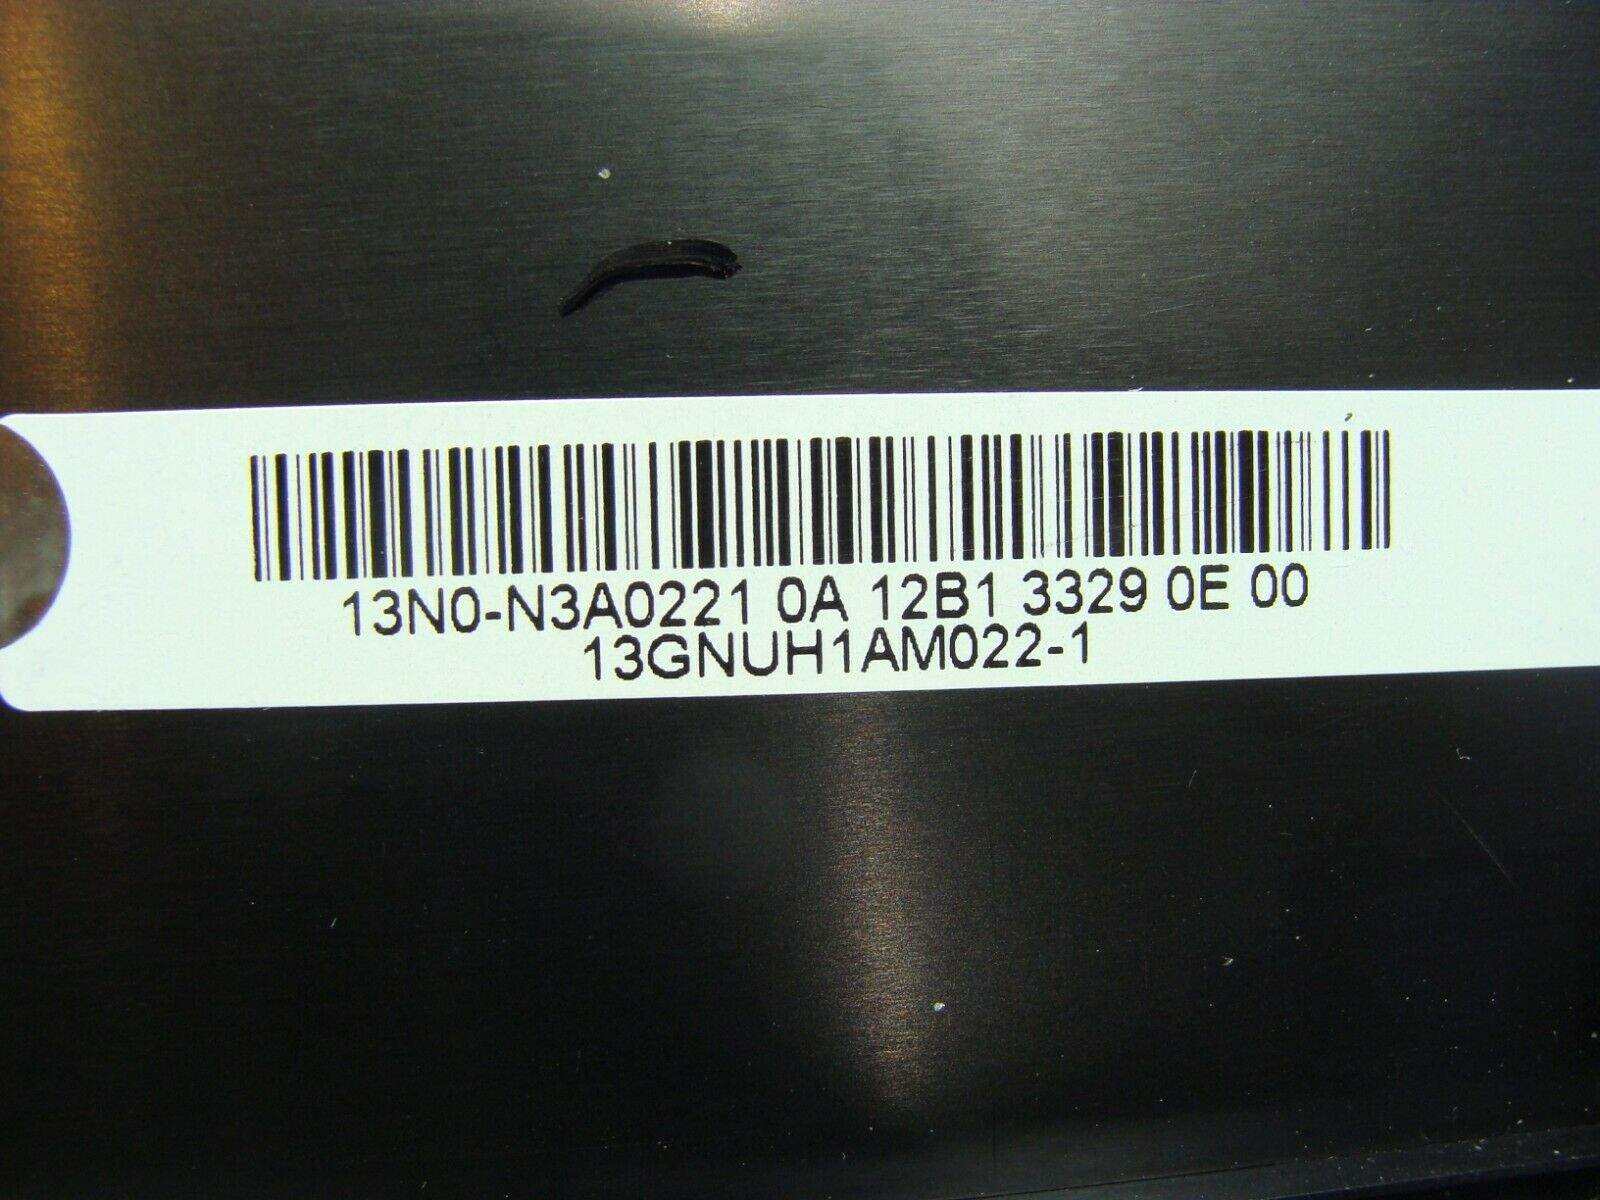 13N0-N3A0221 0A 12B1 3329 0E 00
13GNUH1AM022-1